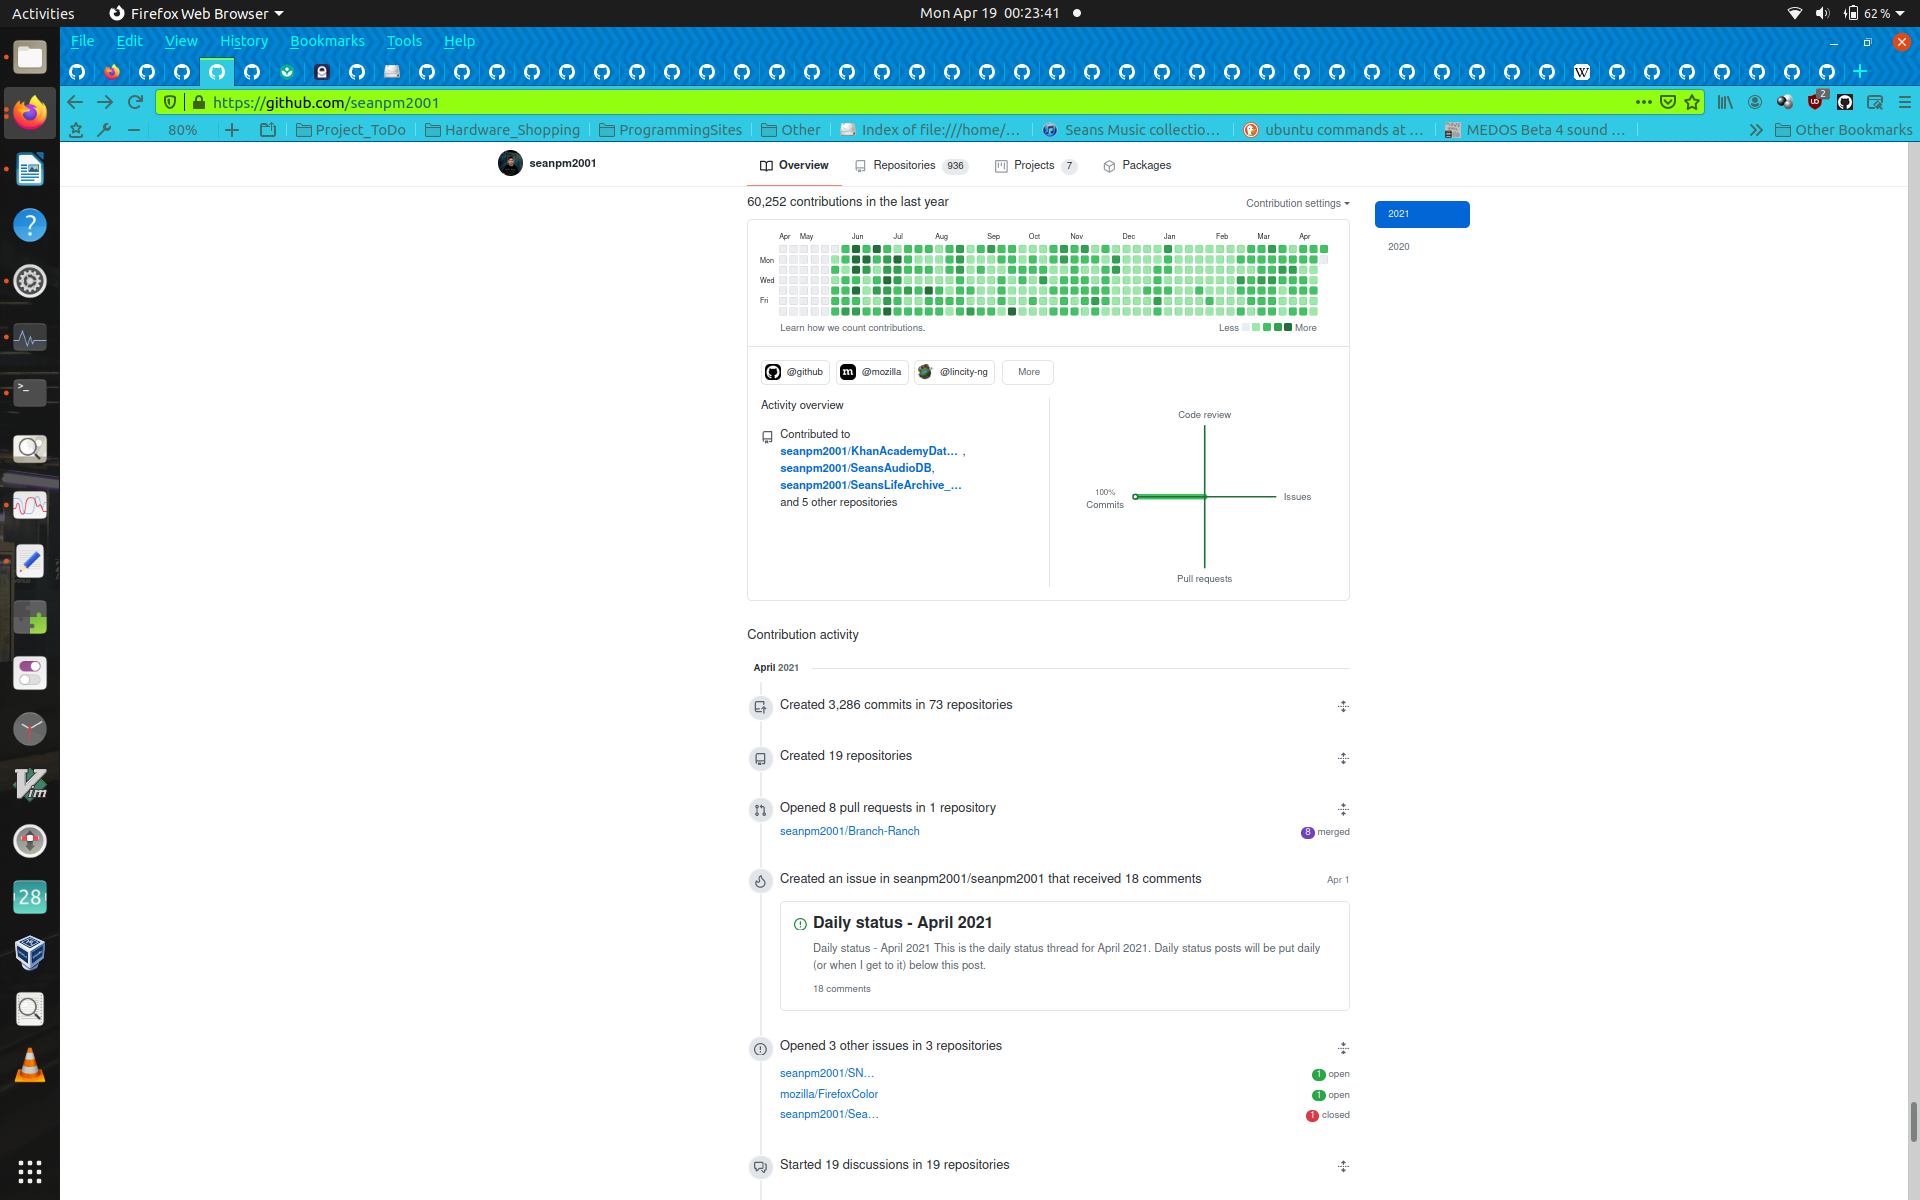 Activities Firefox Web Browser Mon Apr 19 00:23:41 62 %
File Edit View History Bookmarks Tools Help
W
https://github.com/seanpm2001 2
80% Project_ToDo Hardware_Shopping ProgrammingSites Other Index of file:///home/… Seans Music collectio… ubuntu commands at … MEDOS Beta 4 sound … Other Bookmarks
seanpm2001 Overview Repositories 936 Projects 7 Packages
60,252 contributions in the last year Contribution settings
2021
2020
Apr May Jun Jul Aug Sep Oct Nov Dec Jan Feb Mar Apr
Mon
Wed
Fri
Learn how we count contributions. Less More
@github m @mozilla @lincity-ng More
Activity overview
Contributed to
seanpm2001/KhanAcademyDat… ,
seanpm2001/SeansAudioDB,
seanpm2001/SeansLifeArchive_…
and 5 other repositories
Code review
100%
Commits
Issues
Pull requests
Contribution activity
April 2021
Created 3,286 commits in 73 repositories
Created 19 repositories
Opened 8 pull requests in 1 repository
seanpm2001/Branch-Ranch 8 merged
Created an issue in seanpm2001/seanpm2001 that received 18 comments Apr 1
Daily status - April 2021
Daily status - April 2021 This is the daily status thread for April 2021. Daily status posts will be put daily
(or when I get to it) below this post.
18 comments
Opened 3 other issues in 3 repositories
seanpm2001/SN… 1 open
mozilla/FirefoxColor 1 open
seanpm2001/Sea… 1 closed
Started 19 discussions in 19 repositories
?
>_
Vim
28